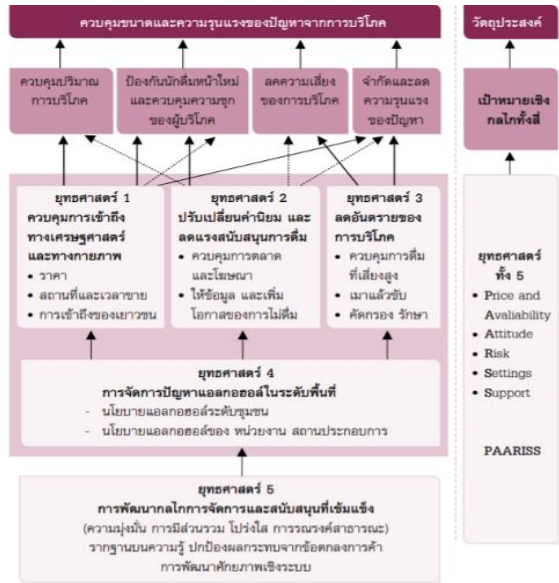 ควบคุมขนาดและความรุนแรงของปัญหาจากการบริโภค
วัตถุประสงค์
ควบคุมปริมาณ
การบริโภค
ป้องกันนักดื่มหน้าใหม่
และควบคุมความชุก
ของผู้บริโภค
ลดความเสี่ยง
ของการบริโภค
จำกัดและลด
ความรุนแรง
ของปัญหา
เป้าหมายเชิง
กลไกทั้งสี่
ยุทธศาสตร์ 1
ควบคุมการเข้าถึง
ทางเศรษฐศาสตร์
และทางกายภาพ
• ราคา
• สถานที่และเวลาขาย
• การเข้าถึงของเยาวชน
ยุทธศาสตร์ 2
ปรับเปลี่ยนค่านิยม และ
ลดแรงสนับสนุนการดื่ม
• ควบคุมการตลาด
และโฆษณา
• ให้ข้อมูล และเพิ่ม
โอกาสของการไม่ดื่ม
ยุทธศาสตร์ 3
ลดอันตรายของ
การบริโภค
• ควบคุมการดื่ม
ที่เสี่ยงสูง
• เมาแล้วขับ
• คัดกรอง รักษา
ยุทธศาสตร์ 4
การจัดการปัญหาแอลกอฮอล์ในระดับพื้นที่
- นโยบายแอลกอฮอล์ระดับชุมชน
- นโยบายแอลกอฮอล์ของ หน่วยงาน สถานประกอบการ
ยุทธศาสตร์ 5
การพัฒนากลไกการจัดการและสนับสนุนที่เข้มแข็ง
(ความมุ่งมั่น การมีส่วนรวม โปร่งใส การรณรงค์สาธารณะ)
รากฐานบนความรู้ ปกป้องผลกระทบจากข้อตกลงการค้า
การพัฒนาศักยภาพเชิงระบบ
ยุทธศาสตร์
ทั้ง 5
• Price and
Avaliability
• Attitude
• Risk
• Settings
• Support
PAARISS